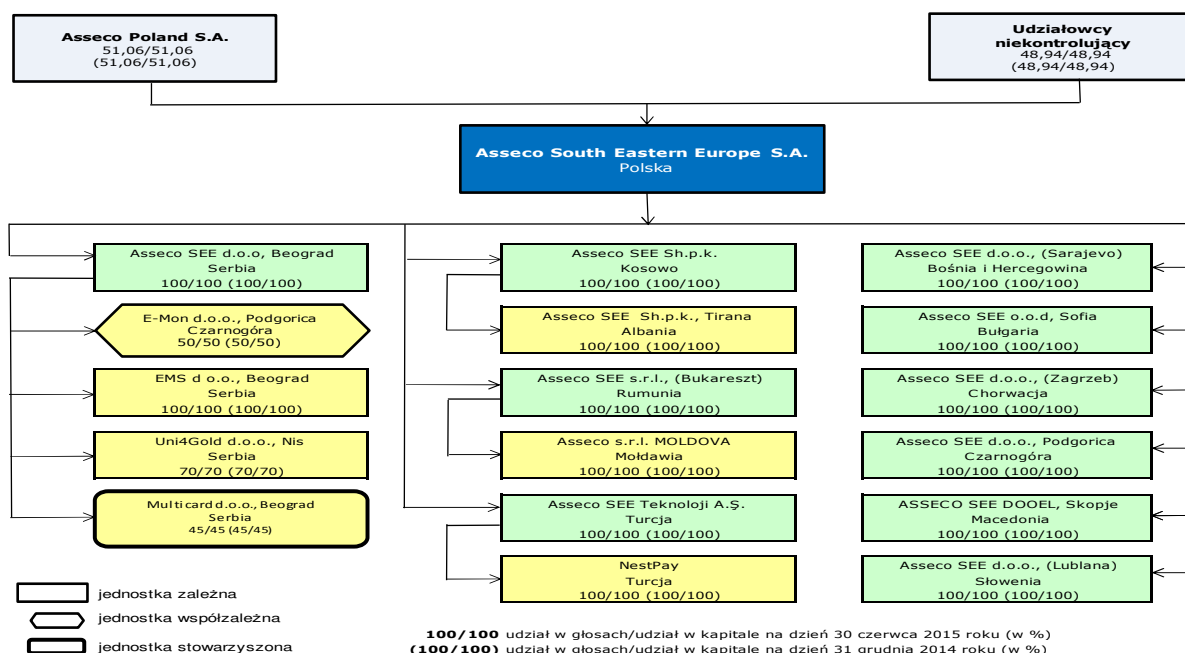 Asseco Poland S.A.
51,06/51,06
(51,06/51,06)
Udziałowcy
niekontrolujący
48,94/48,94
(48,94/48,94)
Asseco South Eastern Europe S.A.
Polska
Asseco SEE d.o.o, Beograd
Serbia
100/100 (100/100)
E-Mon d.o.o., Podgorica
Czarnogóra
50/50 (50/50)
EMS d o.o., Beograd
Serbia
100/100 (100/100)
Uni4Gold d.o.o., Nis
Serbia
70/70 (70/70)
Multicard d.o.o., Beograd
Serbia
45/45 (45/45)
Asseco SEE Sh.p.k.
Kosowo
100/100 (100/100)
Asseco SEE Sh.p.k., Tirana
Albania
100/100 (100/100)
Asseco SEE s.r.l., (Bukareszt)
Rumunia
100/100 (100/100)
Asseco s.r.l. MOLDOVA
Mołdawia
100/100 (100/100)
Asseco SEE Teknoloji A.Ş.
Turcja
100/100 (100/100)
NestPay
Turcja
100/100 (100/100)
Asseco SEE d.o.o., (Sarajevo)
Bośnia i Hercegowina
100/100 (100/100)
Asseco SEE o.o.d, Sofia
Bułgaria
100/100 (100/100)
Asseco SEE d.o.o., (Zagrzeb)
Chorwacja
100/100 (100/100)
Asseco SEE d.o.o., Podgorica
Czarnogóra
100/100 (100/100)
ASSECO SEE DOOEL, Skopje
Macedonia
100/100 (100/100)
Asseco SEE d.o.o., (Lublana)
Słowenia
100/100 (100/100)
jednostka zależna
jednostka współzależna
jednostka stowarzyszona
100/100 udział w głosach/udział w kapitale na dzień 30 czerwca 2015 roku (w %)
(100/100) udział w głosach/udział w kapitale na dzień 31 grudnia 2014 roku (w %)